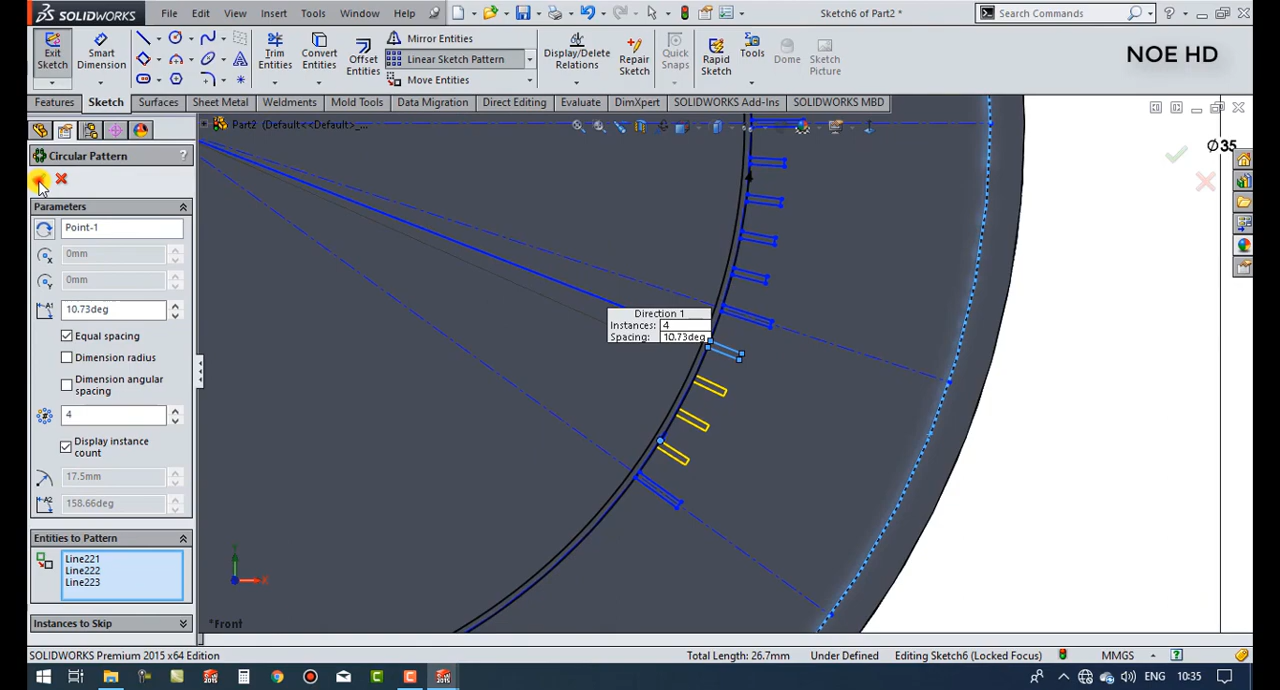 SOLIDWORKS
File Edit View Insert Tools Window Help
Sketch6 of Part2 *
Search Commands
Exit Sketch
Smart Dimension
Trim Entities
Convert Entities
Offset Entities
Mirror Entities
Linear Sketch Pattern
Move Entities
Display/Delete Relations
Repair Sketch
Quick Snaps
Rapid Sketch
Tools
Dome
Sketch Picture
NOE HD
Features Sketch Surfaces Sheet Metal Weldments Mold Tools Data Migration Direct Editing Evaluate DimXpert SOLIDWORKS Add-Ins SOLIDWORKS MBD
Part2 (Default<<Default>_...
Circular Pattern ?
Parameters
Point-1
0mm
0mm
10.73deg
Equal spacing
Dimension radius
Dimension angular spacing
4
Display instance count
17.5mm
158.66deg
Entities to Pattern
Line221
Line222
Line223
Instances to Skip
Direction 1
Instances: 4
Spacing: 10.73deg
Ø35
*Front
SOLIDWORKS Premium 2015 x64 Edition
Total Length: 26.7mm Under Defined Editing Sketch6 (Locked Focus) MMGS
ENG 10:35